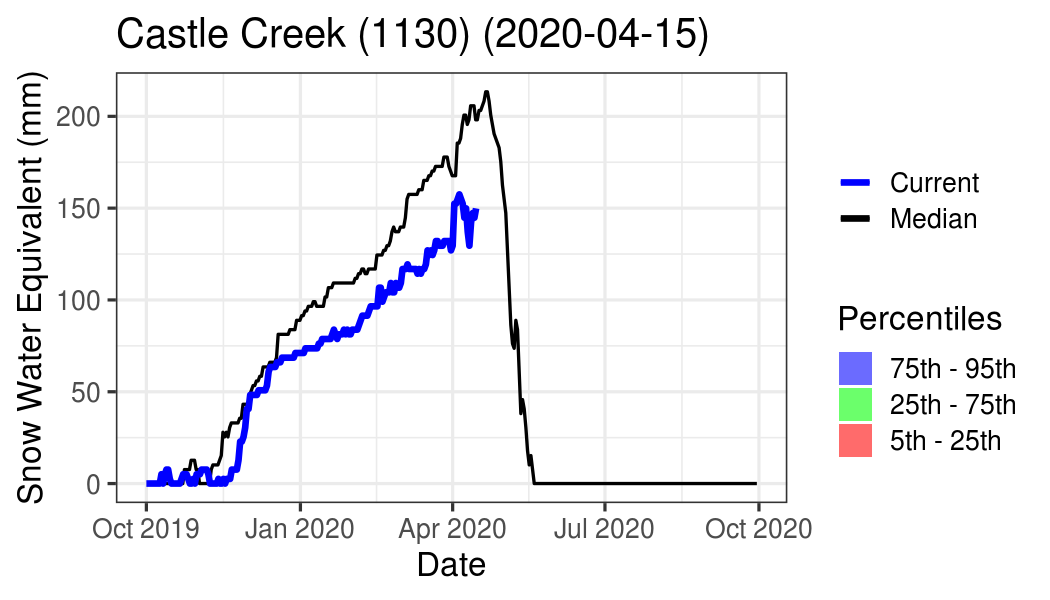 Castle Creek (1130) (2020-04-15)
Snow Water Equivalent (mm)
200
150
100
50
0
Oct 2019 Jan 2020 Apr 2020 Jul 2020 Oct 2020
Date
Current
Median
Percentiles
75th - 95th
25th - 75th
5th - 25th